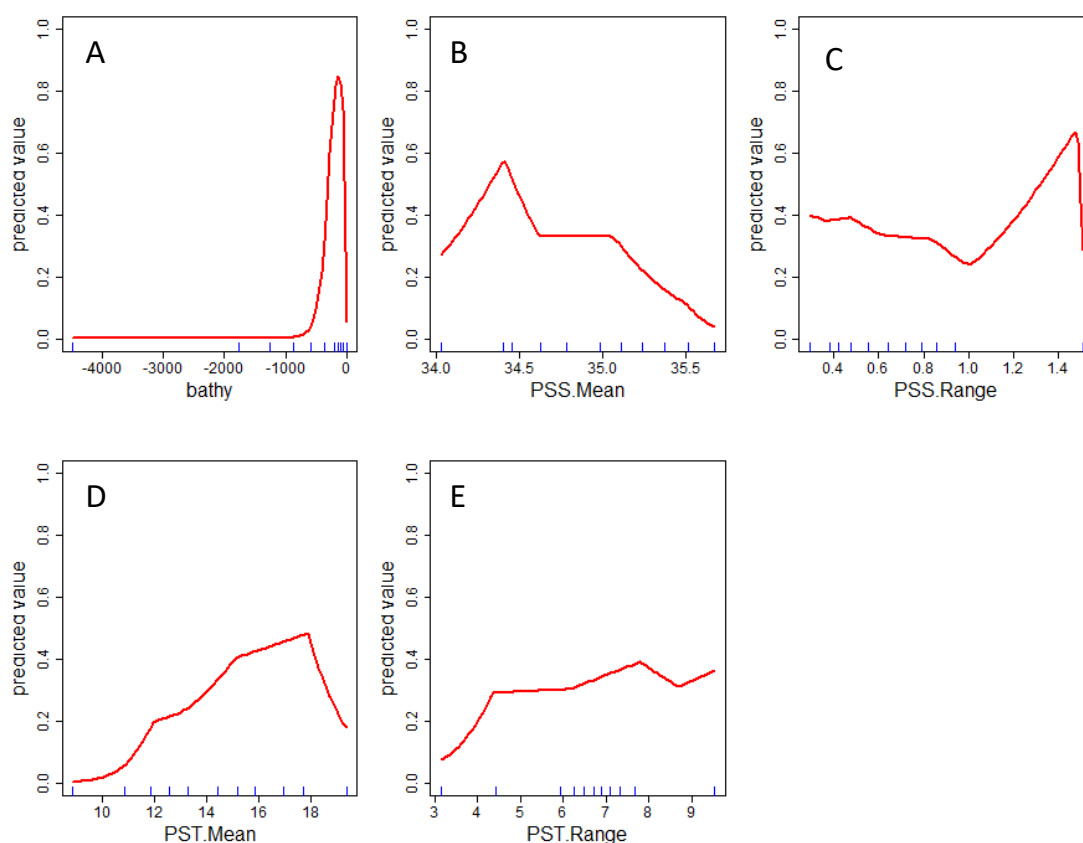 A
predicted value
0.0 0.2 0.4 0.6 0.8 1.0
-4000 -3000 -2000 -1000 0
bathy
B
predicted value
0.0 0.2 0.4 0.6 0.8 1.0
34.0 34.5 35.0 35.5
PSS.Mean
C
predicted value
0.0 0.2 0.4 0.6 0.8 1.0
0.4 0.6 0.8 1.0 1.2 1.4
PSS.Range
D
predicted value
0.0 0.2 0.4 0.6 0.8 1.0
10 12 14 16 18
PST.Mean
E
predicted value
0.0 0.2 0.4 0.6 0.8 1.0
3 4 5 6 7 8 9
PST.Range